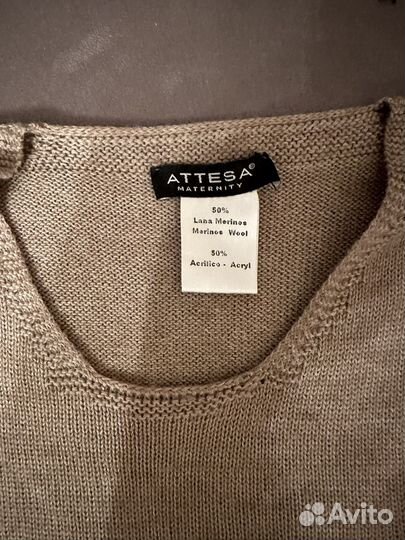 ATTESA®
MATERNITY
50%
Lana Merinos
Merinos Wool
50%
Acrilico - Acryl
Avito